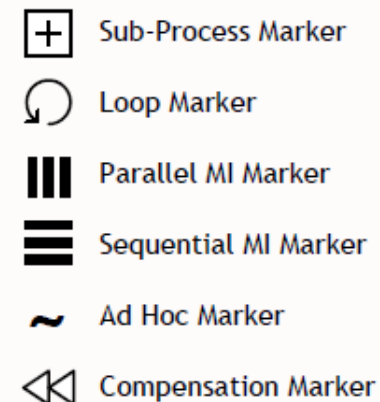 Sub-Process Marker
Loop Marker
Parallel MI Marker
Sequential MI Marker
Ad Hoc Marker
Compensation Marker